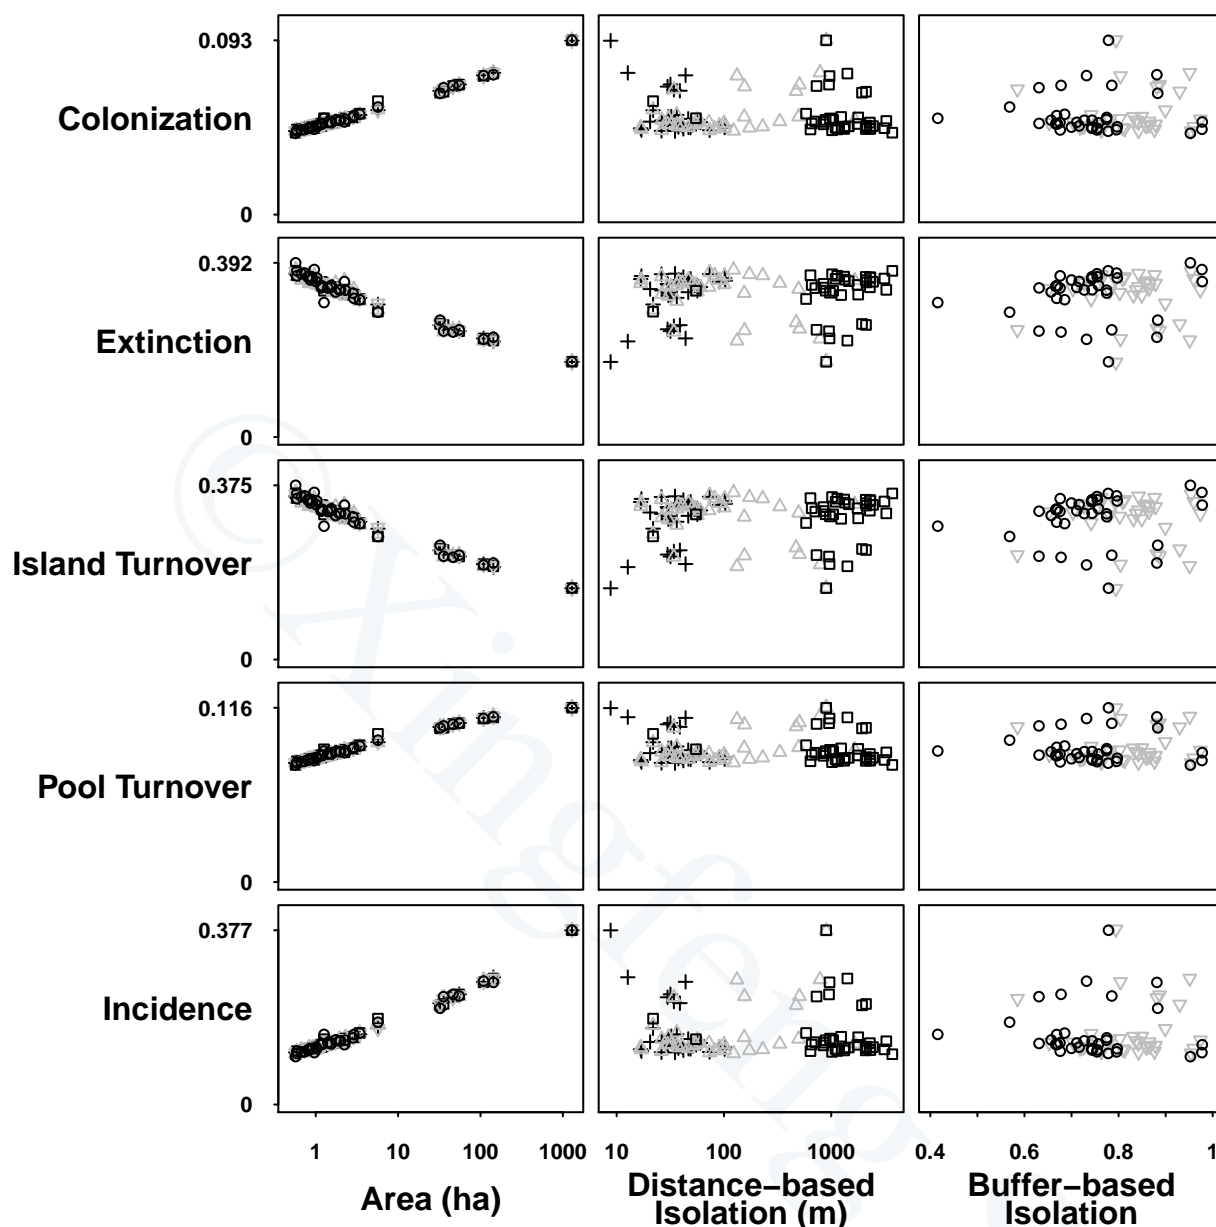 0.093
Colonization
0
0.392
Extinction
0
0.375
Island Turnover
0
0.116
Pool Turnover
0
0.377
Incidence
0
1 10 100 1000 10 100 1000 0.4 0.6 0.8 1
Area (ha)
Distance−based
Isolation (m)
Buffer−based
Isolation
©Xingfeng